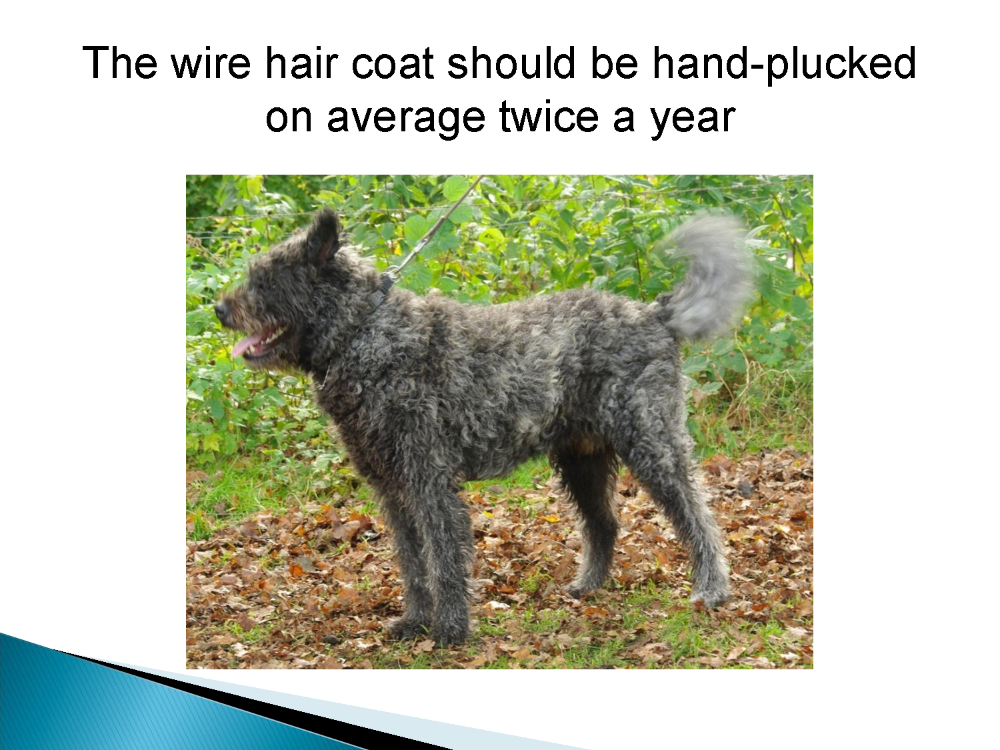 The wire hair coat should be hand-plucked
on average twice a year